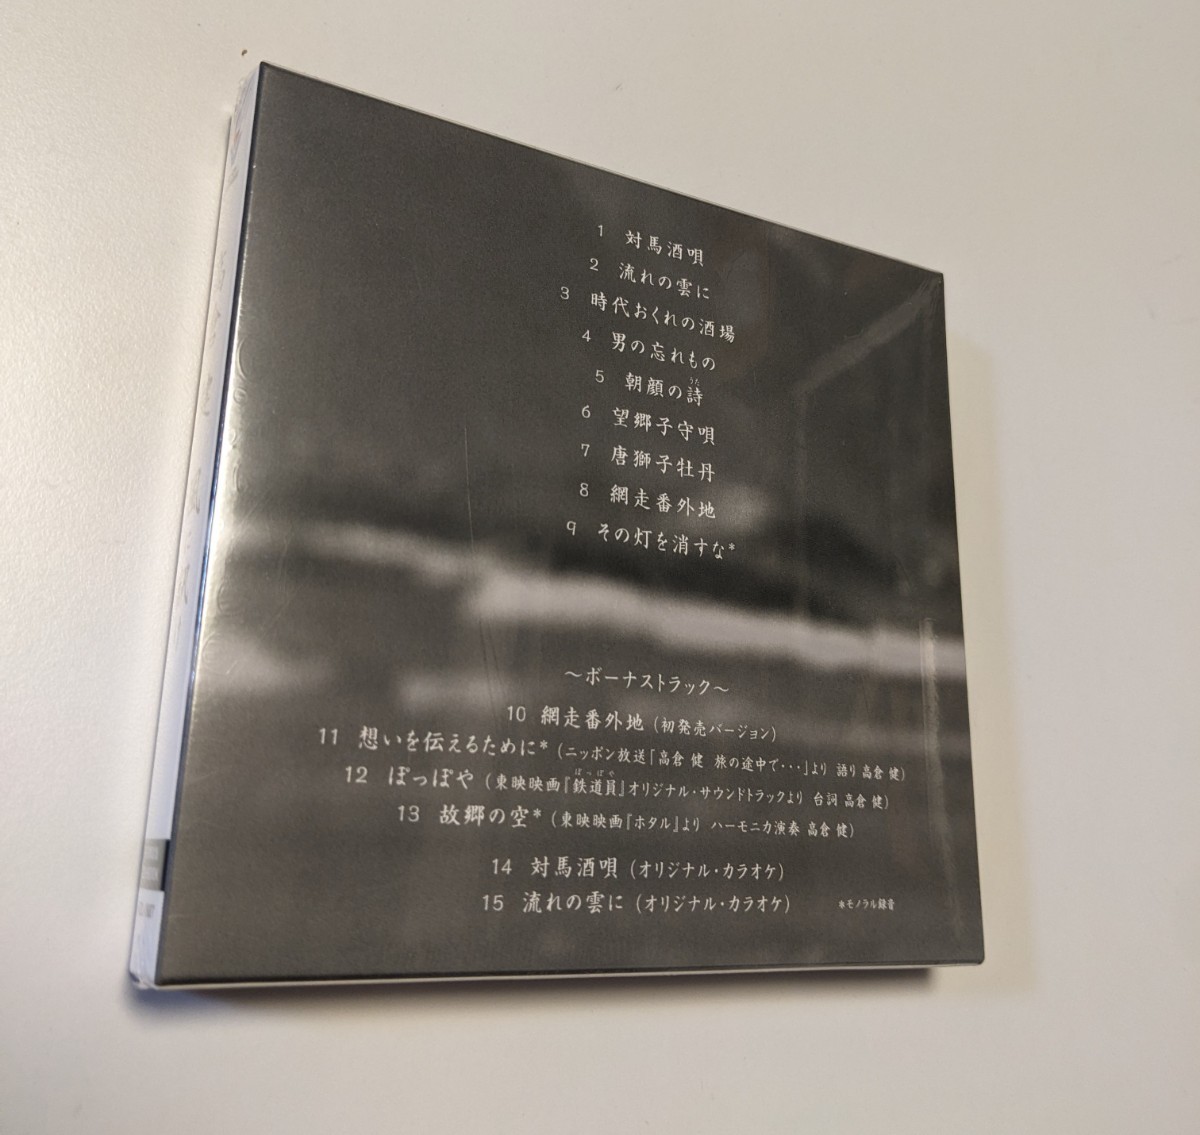 1 対馬酒唄
2 流れの雲に
3 時代おくれの酒場
4 男の忘れもの
うた
5 朝顔の詩
6 望郷子守唄
7 唐獅子牡丹
8 網走番外地
9 その灯を消すな*
～ボーナストラック～
10 網走番外地 (初発売バージョン)
11 想いを伝えるために* (ニッポン放送「高倉 健 旅の途中で・・・」より 語り 高倉 健)
ぽっぽや
12 ぽっぽや (東映映画『鉄道員』オリジナル・サウンドトラックより 台詞 高倉 健)
13 故郷の空* (東映映画『ホタル』より ハーモニカ演奏 高倉 健)
14 対馬酒唄 (オリジナル・カラオケ)
15 流れの雲に (オリジナル・カラオケ)
*モノラル録音